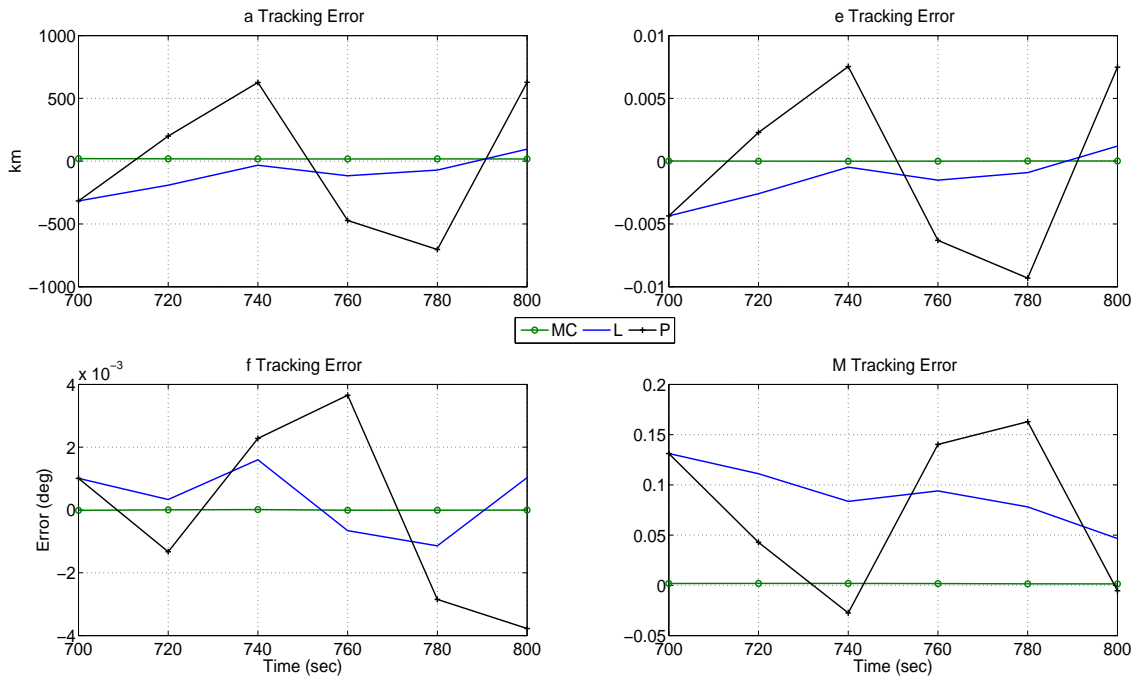 a Tracking Error
1000
500
0
−500
−1000
km
700 720 740 760 780 800
e Tracking Error
0.01
0.005
0
−0.005
−0.01
700 720 740 760 780 800
MC L P
f Tracking Error
x 10−3
4
2
0
−2
−4
Error (deg)
700 720 740 760 780 800
Time (sec)
M Tracking Error
0.2
0.15
0.1
0.05
0
−0.05
700 720 740 760 780 800
Time (sec)